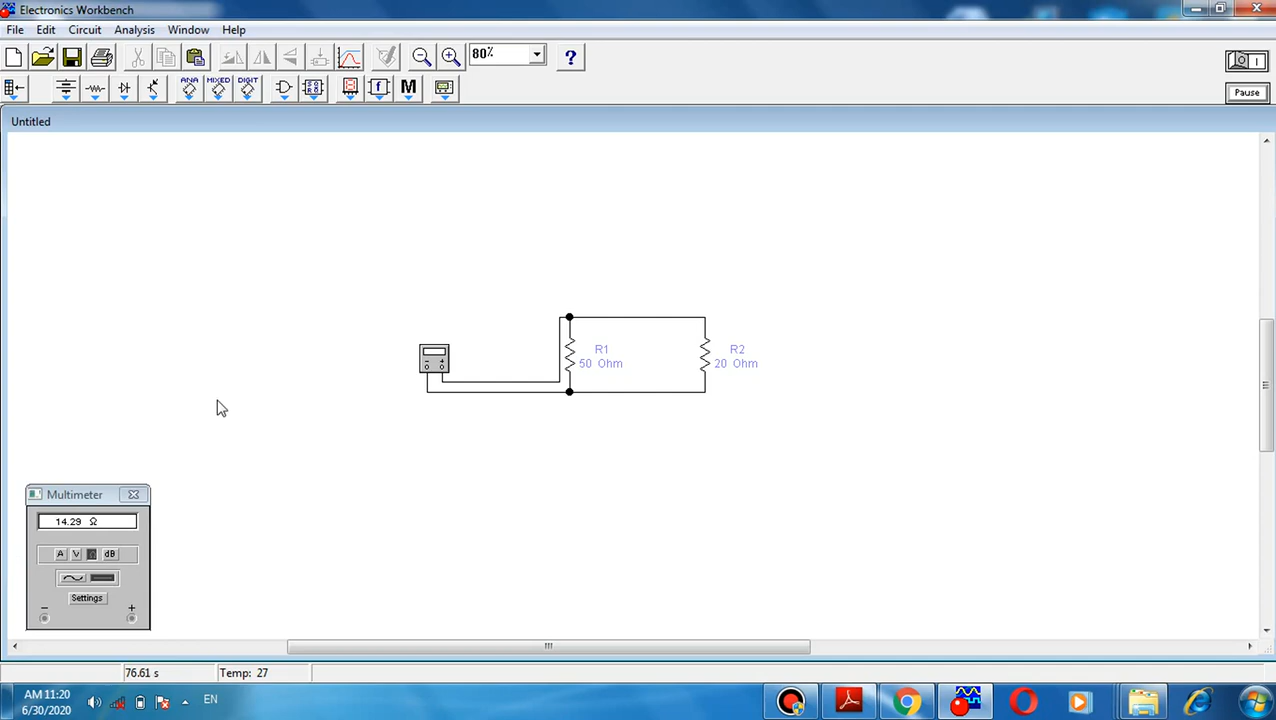 Electronics Workbench
File Edit Circuit Analysis Window Help
80%
?
ANA MIXED DIGIT
f M
Pause
Untitled
R1
50 Ohm
R2
20 Ohm
Multimeter
14.29 Ω
A V Ω dB
Settings
- +
76.61 s Temp: 27
AM 11:20 EN
6/30/2020